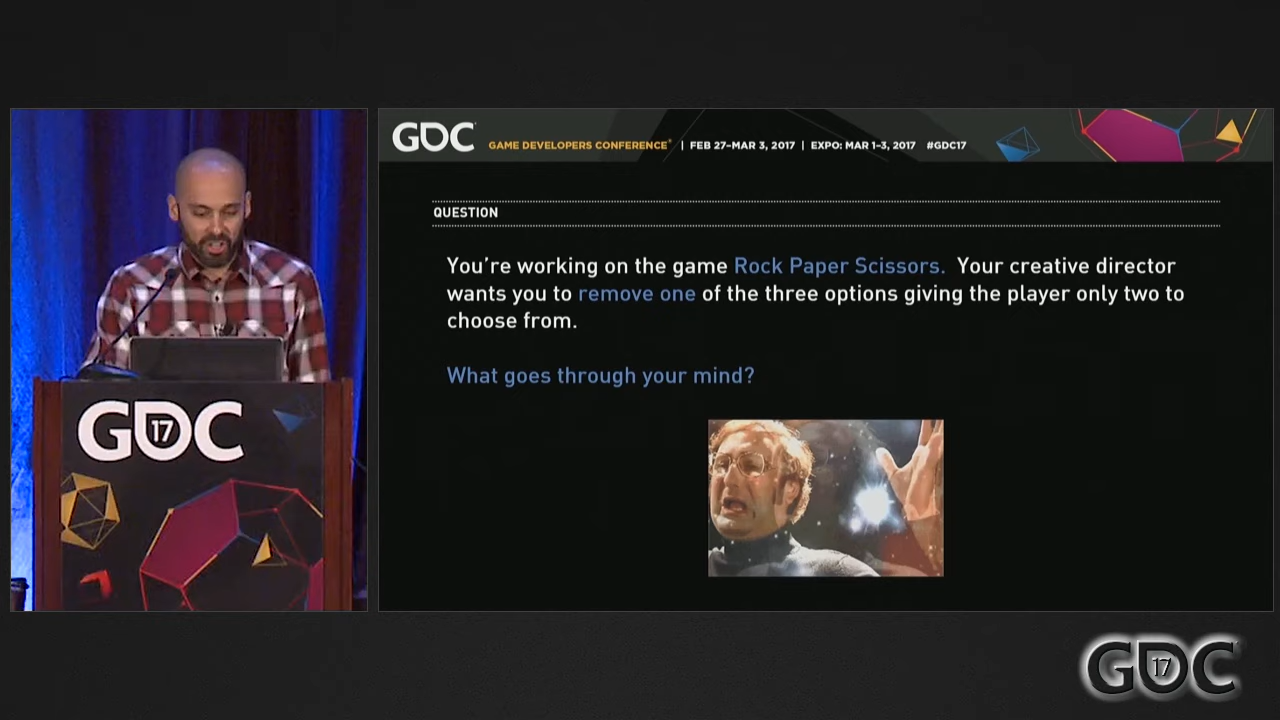 GDC
17
GDC GAME DEVELOPERS CONFERENCE® | FEB 27–MAR 3, 2017 | EXPO: MAR 1–3, 2017 #GDC17
QUESTION
You're working on the game Rock Paper Scissors. Your creative director
wants you to remove one of the three options giving the player only two to
choose from.
What goes through your mind?
GDC
17